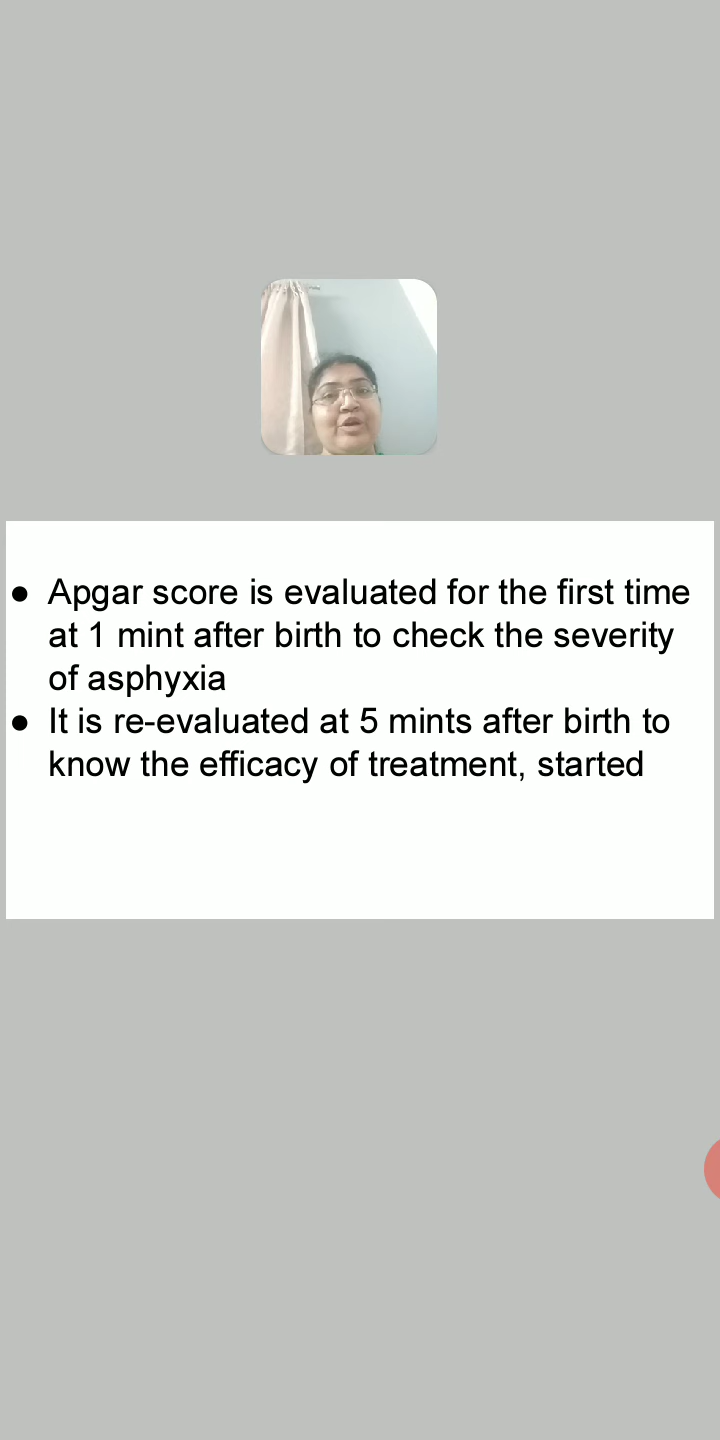 ● Apgar score is evaluated for the first time
at 1 mint after birth to check the severity
of asphyxia
● It is re-evaluated at 5 mints after birth to
know the efficacy of treatment, started